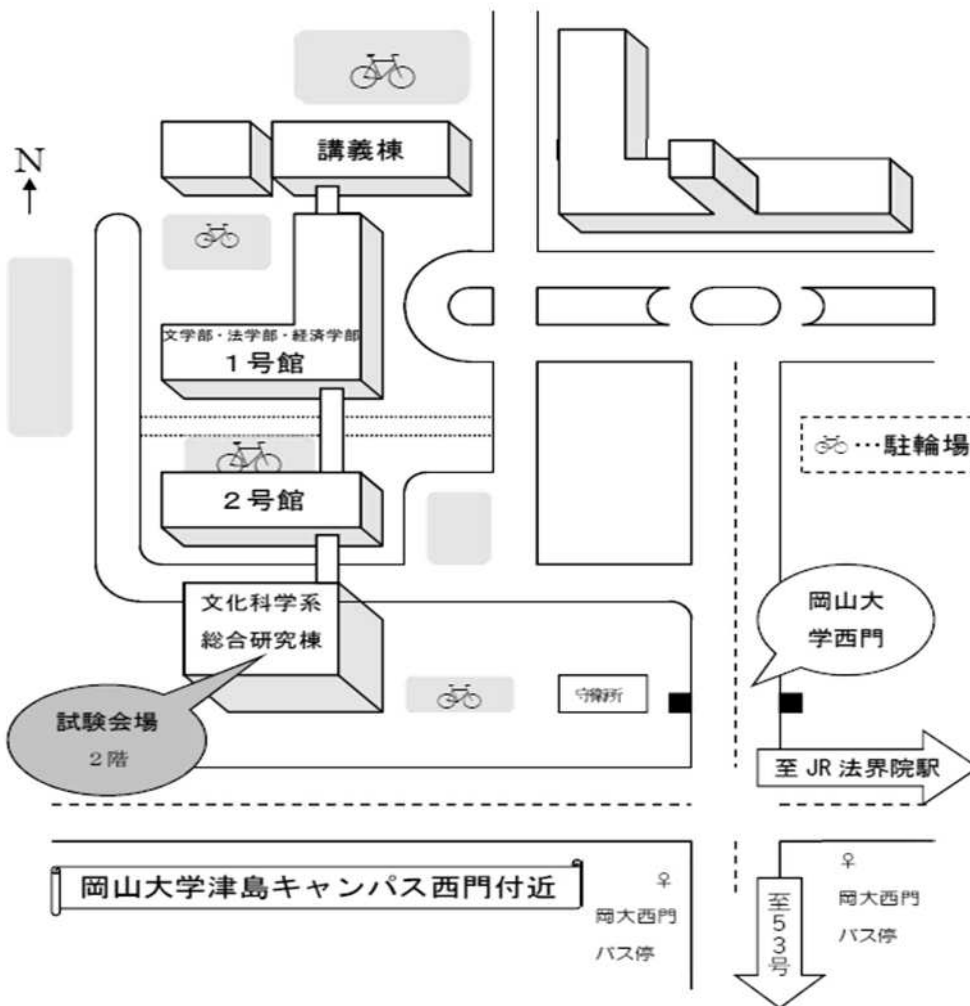 講義棟
N
文学部・法学部・経済学部
1号館
…駐輪場
2号館
岡山大
学西門
文化科学系
総合研究棟
守衛所
試験会場
2階
至 JR 法界院駅
岡山大学津島キャンパス西門付近
岡大西門
バス停
至53号
岡大西門
バス停